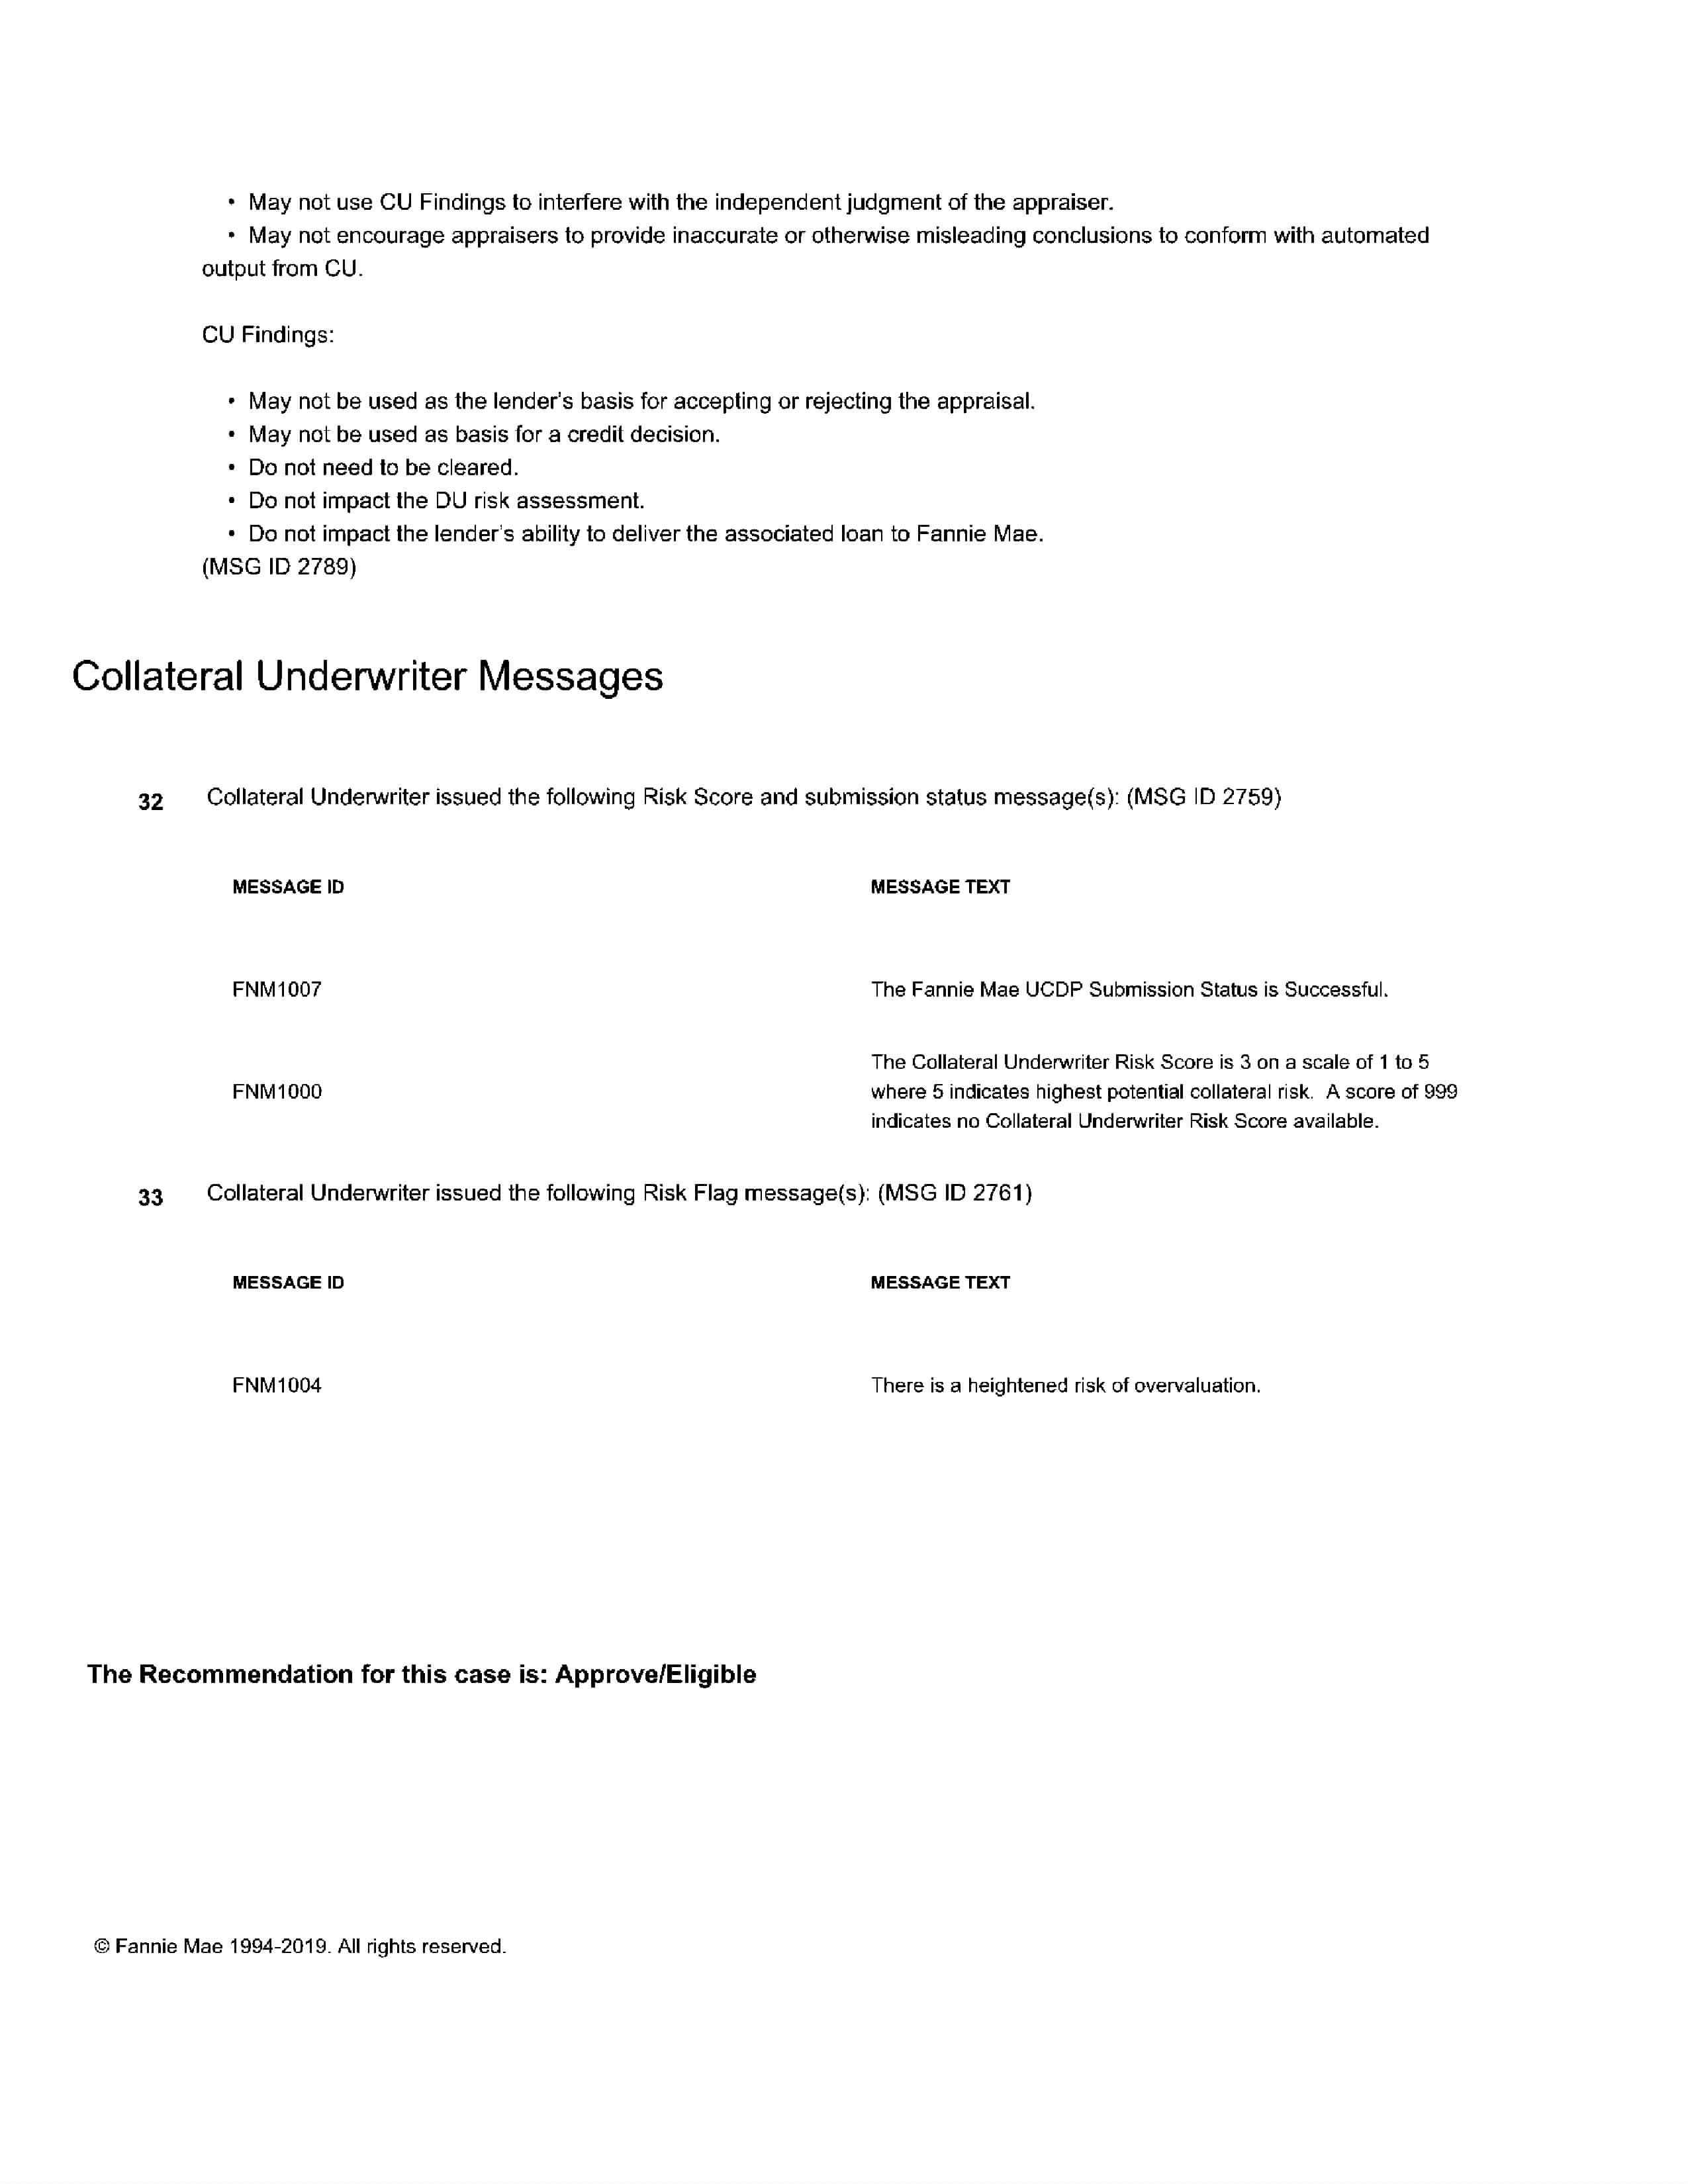 • May not use CU Findings to interfere with the independent judgment of the appraiser.
• May not encourage appraisers to provide inaccurate or otherwise misleading conclusions to conform with automated
output from CU.
CU Findings:
• May not be used as the lender's basis for accepting or rejecting the appraisal.
• May not be used as basis for a credit decision.
• Do not need to be cleared.
• Do not impact the DU risk assessment.
• Do not impact the lender's ability to deliver the associated loan to Fannie Mae.
(MSG ID 2789)
Collateral Underwriter Messages
32 Collateral Underwriter issued the following Risk Score and submission status message(s): (MSG ID 2759)
MESSAGE ID MESSAGE TEXT
FNM1007 The Fannie Mae UCDP Submission Status is Successful.
The Collateral Underwriter Risk Score is 3 on a scale of 1 to 5
FNM1000 where 5 indicates highest potential collateral risk. A score of 999
indicates no Collateral Underwriter Risk Score available.
33 Collateral Underwriter issued the following Risk Flag message(s): (MSG ID 2761)
MESSAGE ID MESSAGE TEXT
FNM1004 There is a heightened risk of overvaluation.
The Recommendation for this case is: Approve/Eligible
© Fannie Mae 1994-2019. All rights reserved.